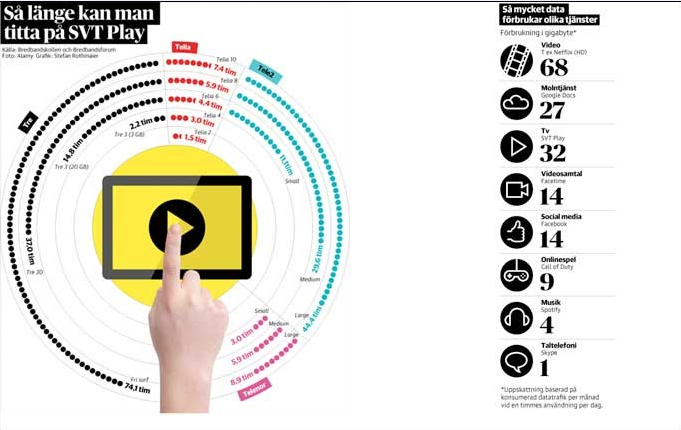 Så länge kan man
titta på SVT Play
Källa: Bredbandskollen och Bredbandsforum
Foto: Alamy Grafik: Stefan Rothmaier
Telia
Telia 10
7.4 tim
Telia 8
5.9 tim
Telia 6
4.4 tim
Telia 4
3,0 tim
Telia 2
1.5 tim
Tele2
11,1tim
Small
29.6 tim
Medium
44.4 tim
Large
Tre
2.2 tim
Tre 3 (3 GB)
14.8 tim
Tre 3 (20 GB)
37.0 tim
Tre 30
Fri surf
74,1 tim
Small
3.0 tim
Medium
5.9 tim
Large
8.9 tim
Telenor
Så mycket data
förbrukar olika tjänster
Förbrukning i gigabyte*
Video
T ex Netflix (HD)
68
Molntjänst
Google Docs
27
Tv
SVT Play
32
Videosamtal
Facetime
14
Social media
Facebook
14
Onlinespel
Call of Duty
9
Musik
Spotify
4
Taltelefoni
Skype
1
*Uppskattning baserad på
konsumerad datatrafik per månad
vid en timmes användning per dag.